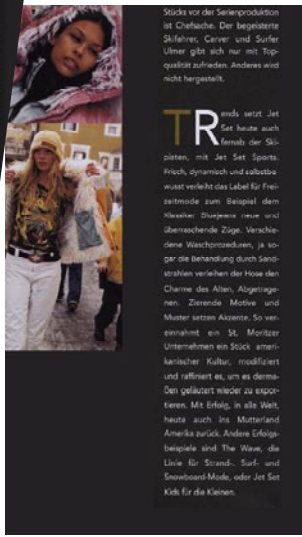 Stücks vor der Serienproduktion
ist Chefsache. Der begeisterte
Skifahrer, Carver und Surfer
Ulmer gibt sich nur mit Top-
qualität zufrieden. Anderes wird
nicht hergestellt.
TRends setzt Jet
Set heute auch
fernab der Ski-
pisten, mit Jet Set Sports.
Frisch, dynamisch und selbstbe-
wusst verleiht das Label für Frei-
zeitmode zum Beispiel dem
Klassiker Bluejeans neue und
überraschende Züge. Verschie-
dene Waschprozeduren, ja so-
gar die Behandlung durch Sand-
strahlen verleihen der Hose den
Charme des Alten, Abgetrage-
nen. Zierende Motive und
Muster setzen Akzente. So ver-
einnahmt ein St. Moritzer
Unternehmen ein Stück ameri-
kanischer Kultur, modifiziert
und raffiniert es, um es derma-
ßen geläutert wieder zu expor-
tieren. Mit Erfolg, in alle Welt,
heute auch ins Mutterland
Amerika zurück. Andere Erfolgs-
beispiele sind The Wave, die
Linie für Strand-, Surf- und
Snowboard-Mode, oder Jet Set
Kids für die Kleinen.